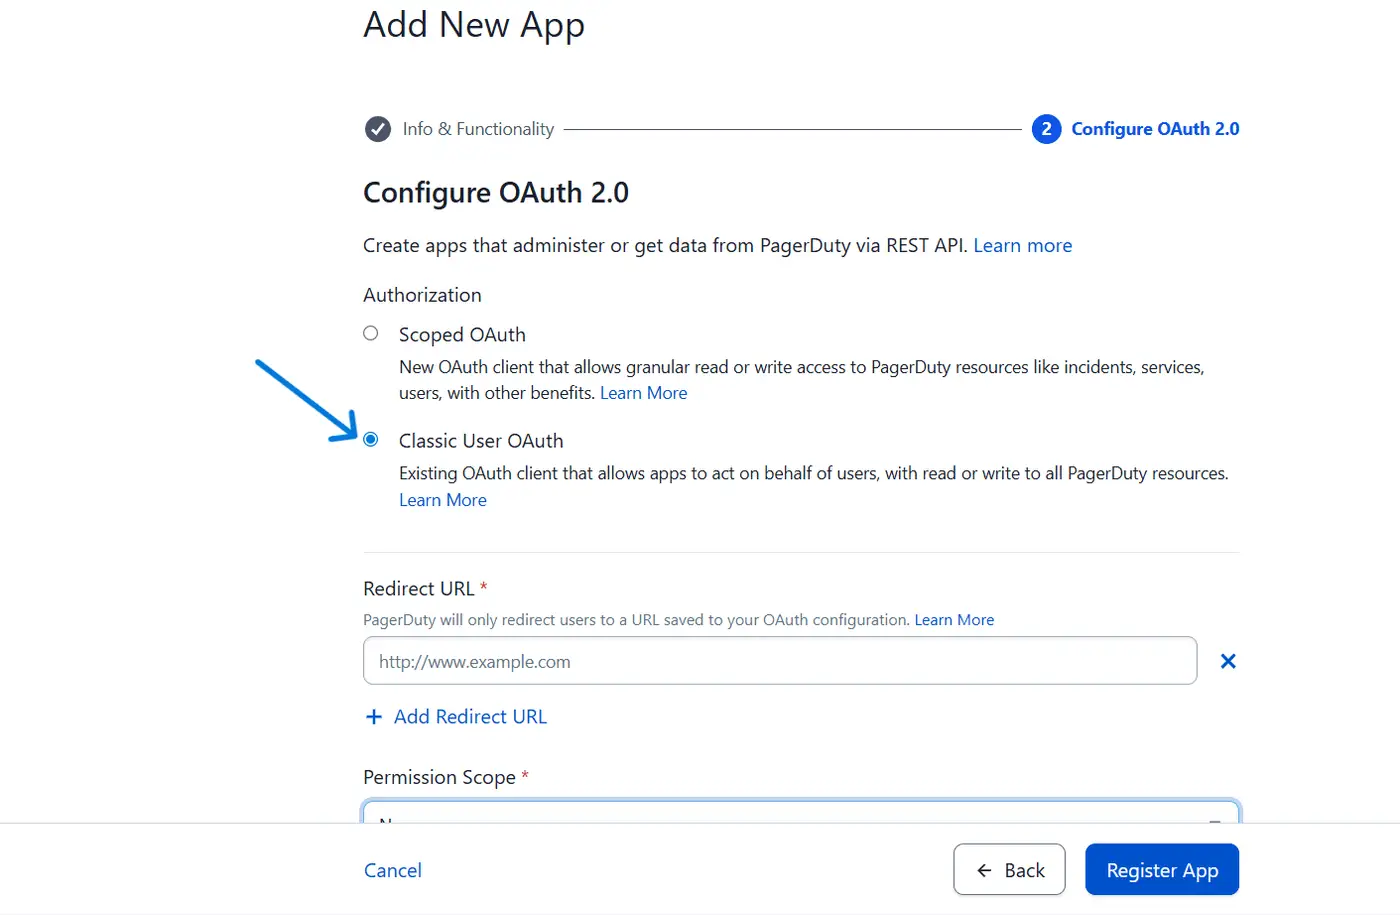 Add New App
Info & Functionality
2 Configure OAuth 2.0
Configure OAuth 2.0
Create apps that administer or get data from PagerDuty via REST API. Learn more
Authorization
Scoped OAuth
New OAuth client that allows granular read or write access to PagerDuty resources like incidents, services,
users, with other benefits. Learn More
Classic User OAuth
Existing OAuth client that allows apps to act on behalf of users, with read or write to all PagerDuty resources.
Learn More
Redirect URL *
PagerDuty will only redirect users to a URL saved to your OAuth configuration. Learn More
http://www.example.com
+ Add Redirect URL
Permission Scope *
Cancel
Back
Register App